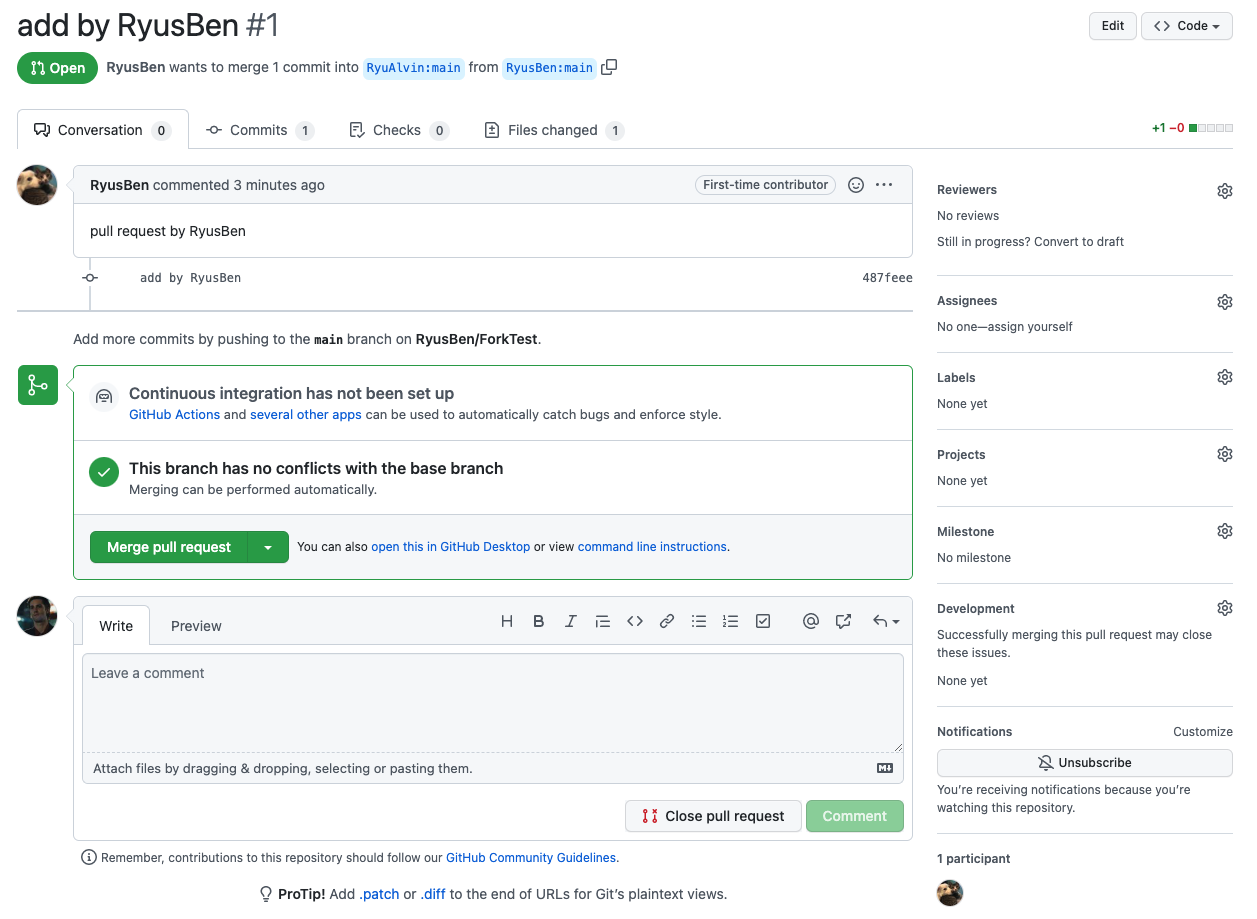 add by RyusBen #1
Edit
Code
Open
RyusBen wants to merge 1 commit into RyuAlvin:main from RyusBen:main
Conversation 0
Commits 1
Checks 0
Files changed 1
+1 −0
RyusBen commented 3 minutes ago
First-time contributor
pull request by RyusBen
add by RyusBen
487feee
Add more commits by pushing to the main branch on RyusBen/ForkTest.
Continuous integration has not been set up
GitHub Actions and several other apps can be used to automatically catch bugs and enforce style.
This branch has no conflicts with the base branch
Merging can be performed automatically.
Merge pull request
You can also open this in GitHub Desktop or view command line instructions.
Write
Preview
Leave a comment
Attach files by dragging & dropping, selecting or pasting them.
Close pull request
Comment
Remember, contributions to this repository should follow our GitHub Community Guidelines.
ProTip! Add .patch or .diff to the end of URLs for Git’s plaintext views.
Reviewers
No reviews
Still in progress? Convert to draft
Assignees
No one—assign yourself
Labels
None yet
Projects
None yet
Milestone
No milestone
Development
Successfully merging this pull request may close
these issues.
None yet
Notifications
Customize
Unsubscribe
You’re receiving notifications because you’re
watching this repository.
1 participant